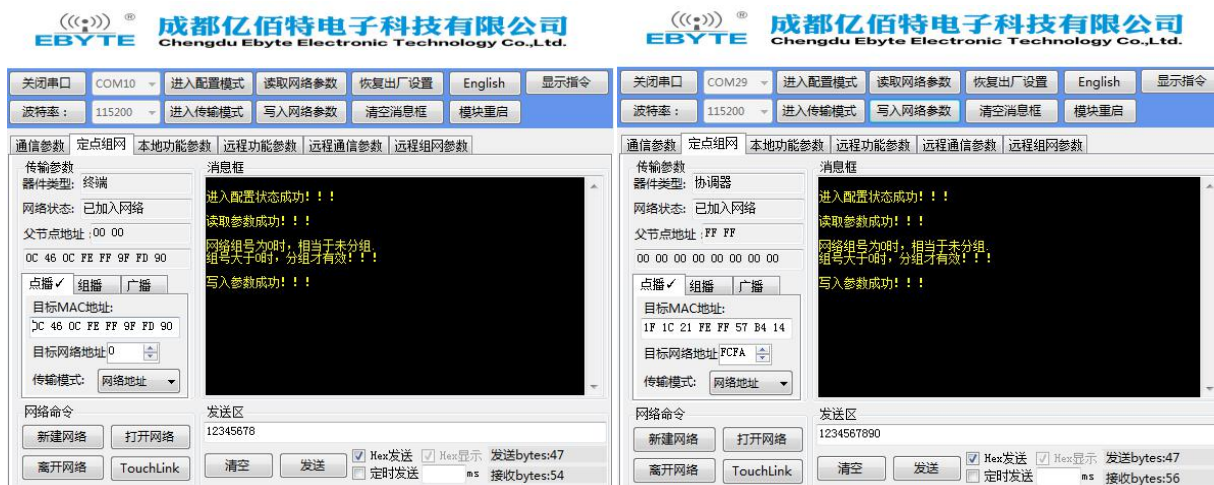 EBYTE ®
成都亿佰特电子科技有限公司
Chengdu Ebyte Electronic Technology Co.,Ltd.
关闭串口 COM10 进入配置模式 读取网络参数 恢复出厂设置 English 显示指令
波特率： 115200 进入传输模式 写入网络参数 清空消息框 模块重启
通信参数 定点组网 本地功能参数 远程功能参数 远程通信参数 远程组网参数
传输参数
器件类型: 终端
网络状态: 已加入网络
父节点地址 :00 00
0C 46 0C FE FF 9F FD 90
点播✓ 组播 广播
目标MAC地址:
0C 46 0C FE FF 9F FD 90
目标网络地址 0
传输模式: 网络地址
消息框
进入配置状态成功！！！
读取参数成功！！！
网络组号为0时，相当于未分组.
组号大于0时，分组才有效！！！
写入参数成功！！！
网络命令
新建网络 打开网络
离开网络 TouchLink
发送区
12345678
清空 发送 Hex发送 Hex显示 发送bytes:47
定时发送 ms 接收bytes:54
EBYTE ®
成都亿佰特电子科技有限公司
Chengdu Ebyte Electronic Technology Co.,Ltd.
关闭串口 COM29 进入配置模式 读取网络参数 恢复出厂设置 English 显示指令
波特率： 115200 进入传输模式 写入网络参数 清空消息框 模块重启
通信参数 定点组网 本地功能参数 远程功能参数 远程通信参数 远程组网参数
传输参数
器件类型: 协调器
网络状态: 已加入网络
父节点地址 :FF FF
00 00 00 00 00 00 00 00
点播✓ 组播 广播
目标MAC地址:
1F 1C 21 FE FF 57 B4 14
目标网络地址 FCFA
传输模式: 网络地址
消息框
进入配置状态成功！！！
读取参数成功！！！
网络组号为0时，相当于未分组.
组号大于0时，分组才有效！！！
写入参数成功！！！
网络命令
新建网络 打开网络
离开网络 TouchLink
发送区
1234567890
清空 发送 Hex发送 Hex显示 发送bytes:47
定时发送 ms 接收bytes:56